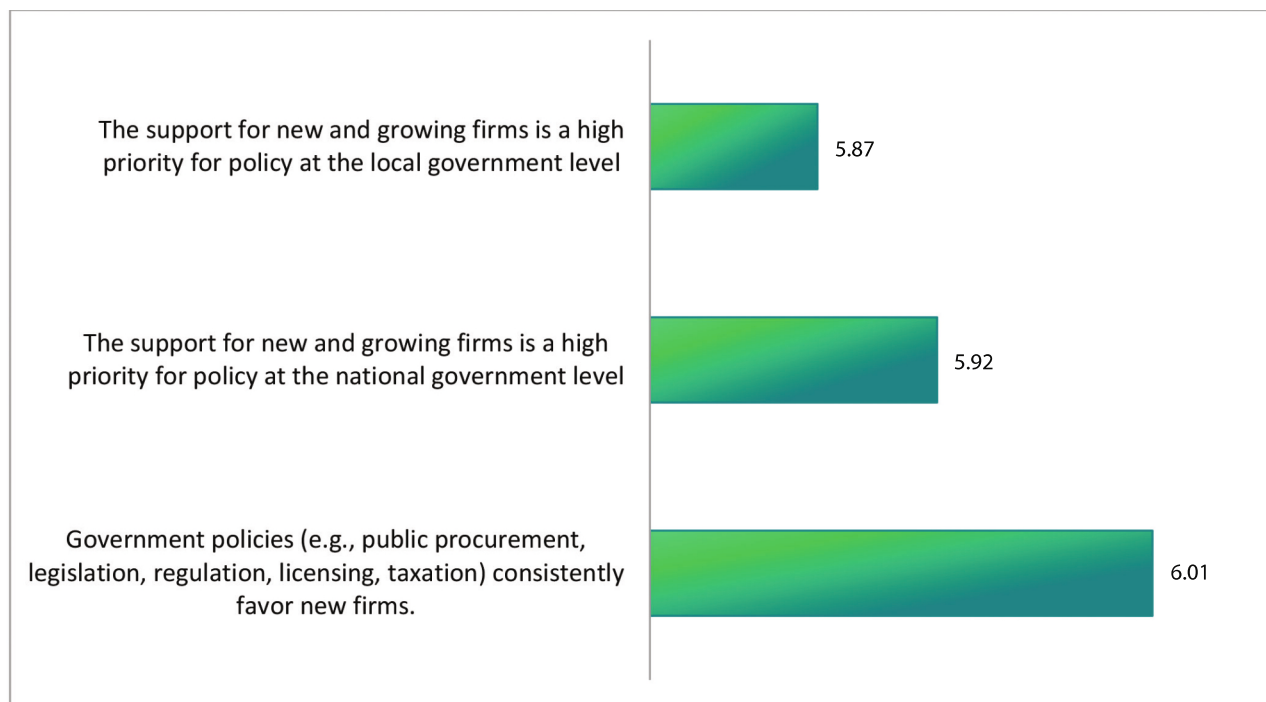 The support for new and growing firms is a high
priority for policy at the local government level
5.87
The support for new and growing firms is a high
priority for policy at the national government level
5.92
Government policies (e.g., public procurement,
legislation, regulation, licensing, taxation) consistently
favor new firms.
6.01